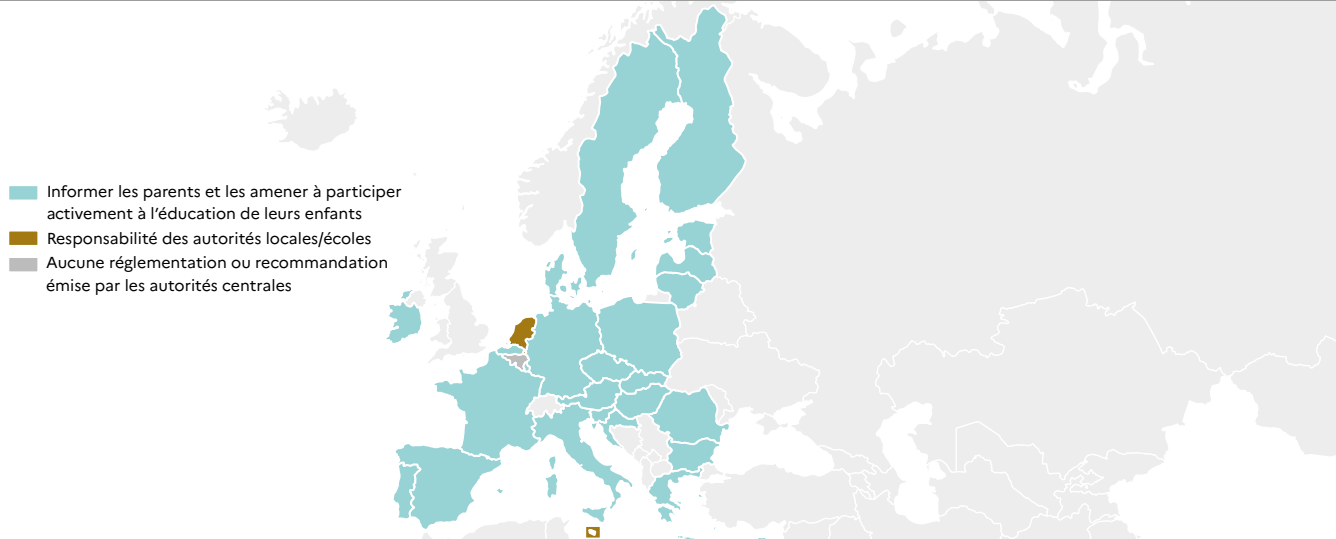 Informer les parents et les amener à participer
activement à l’éducation de leurs enfants
Responsabilité des autorités locales/écoles
Aucune réglementation ou recommandation
émise par les autorités centrales